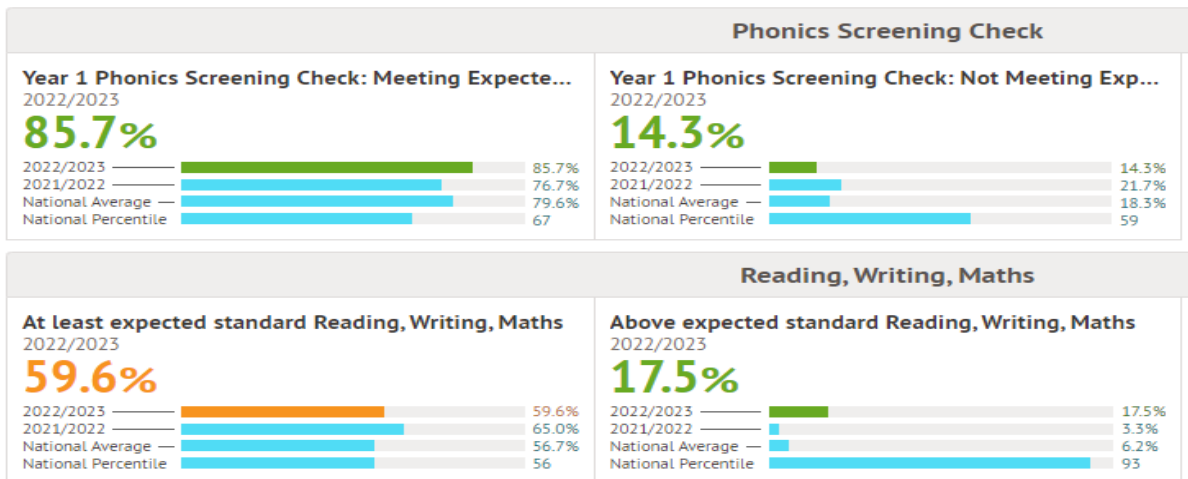 Phonics Screening Check
Year 1 Phonics Screening Check: Meeting Expecte...
2022/2023
85.7%
2022/2023 85.7%
2021/2022 76.7%
National Average 79.6%
National Percentile 67
Year 1 Phonics Screening Check: Not Meeting Exp...
2022/2023
14.3%
2022/2023 14.3%
2021/2022 21.7%
National Average 18.3%
National Percentile 59
Reading, Writing, Maths
At least expected standard Reading, Writing, Maths
2022/2023
59.6%
2022/2023 59.6%
2021/2022 65.0%
National Average 56.7%
National Percentile 56
Above expected standard Reading, Writing, Maths
2022/2023
17.5%
2022/2023 17.5%
2021/2022 3.3%
National Average 6.2%
National Percentile 93